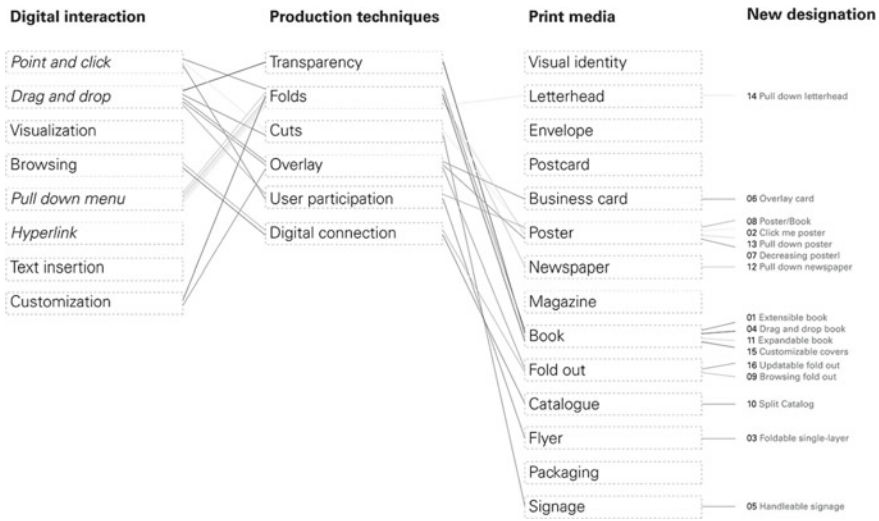 Digital interaction
Production techniques
Print media
New designation
Point and click
Drag and drop
Visualization
Browsing
Pull down menu
Hyperlink
Text insertion
Customization
Transparency
Folds
Cuts
Overlay
User participation
Digital connection
Visual identity
Letterhead
Envelope
Postcard
Business card
Poster
Newspaper
Magazine
Book
Fold out
Catalogue
Flyer
Packaging
Signage
14 Pull down letterhead
06 Overlay card
08 Poster/Book
02 Click me poster
13 Pull down poster
07 Decreasing posterl
12 Pull down newspaper
01 Extensible book
04 Drag and drop book
11 Expandable book
15 Customizable covers
16 Updatable fold out
09 Browsing fold out
10 Split Catalog
03 Foldable single-layer
05 Handleable signage